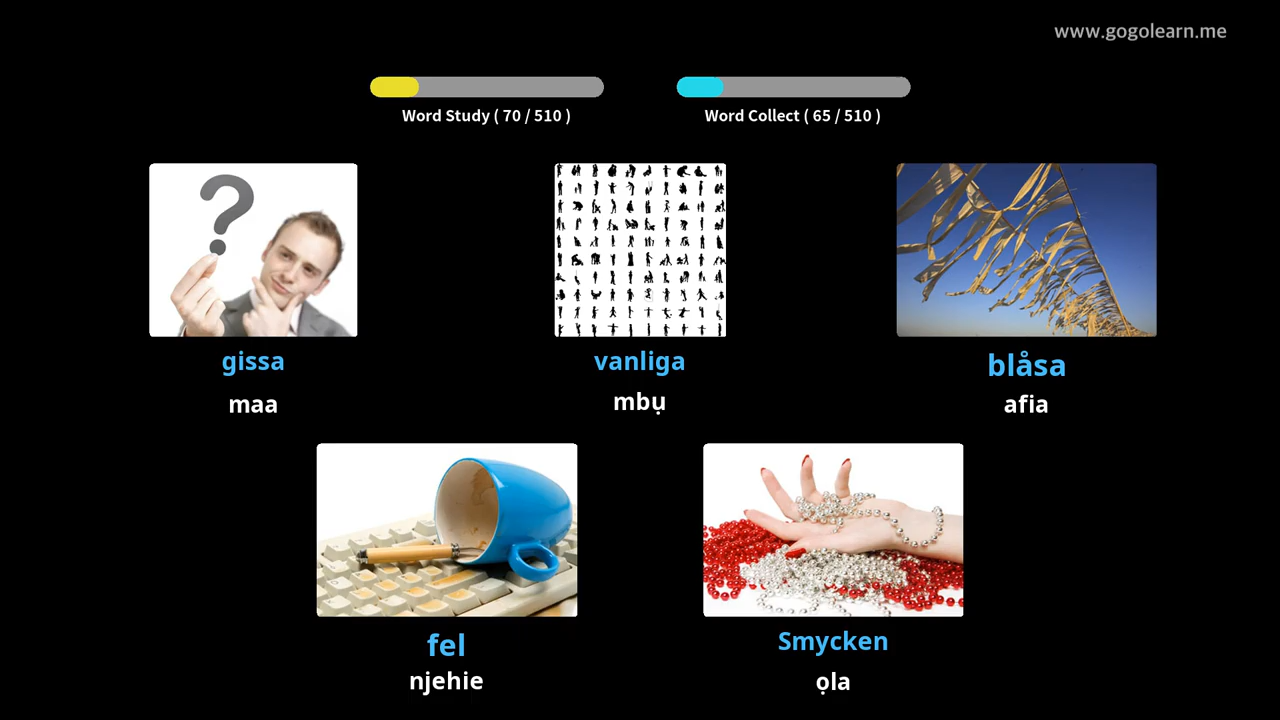 www.gogolearn.me
Word Study ( 70 / 510 )
Word Collect ( 65 / 510 )
?
gissa
vanliga
blåsa
maa
mbụ
afia
fel
Smycken
njehie
ọla